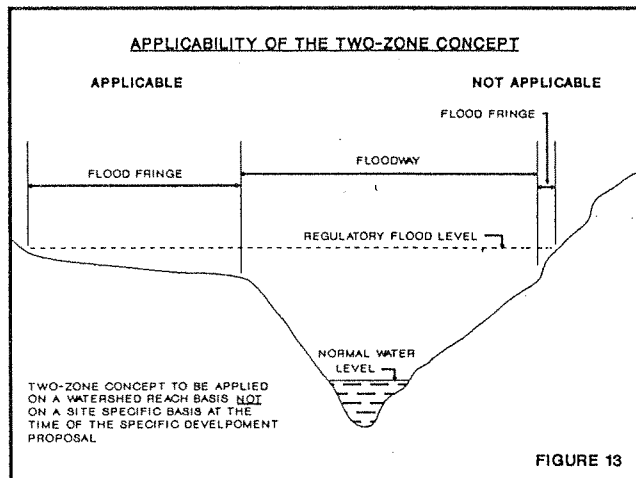 APPLICABILITY OF THE TWO-ZONE CONCEPT
APPLICABLE
NOT APPLICABLE
FLOOD FRINGE
FLOODWAY
FLOOD FRINGE
REGULATORY FLOOD LEVEL
NORMAL WATER
LEVEL
TWO-ZONE CONCEPT TO BE APPLIED
ON A WATERSHED REACH BASIS NOT
ON A SITE SPECIFIC BASIS AT THE
TIME OF THE SPECIFIC DEVELPOMENT
PROPOSAL
FIGURE 13